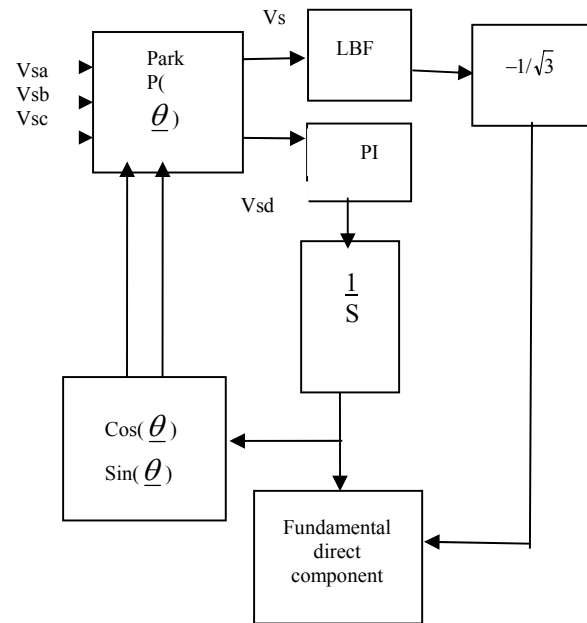 Vs
Vsa
Vsb
Vsc
Park
P(
θ )
LBF
–1/√3
PI
Vsd
1
S
Cos( θ )
Sin( θ )
Fundamental
direct
component